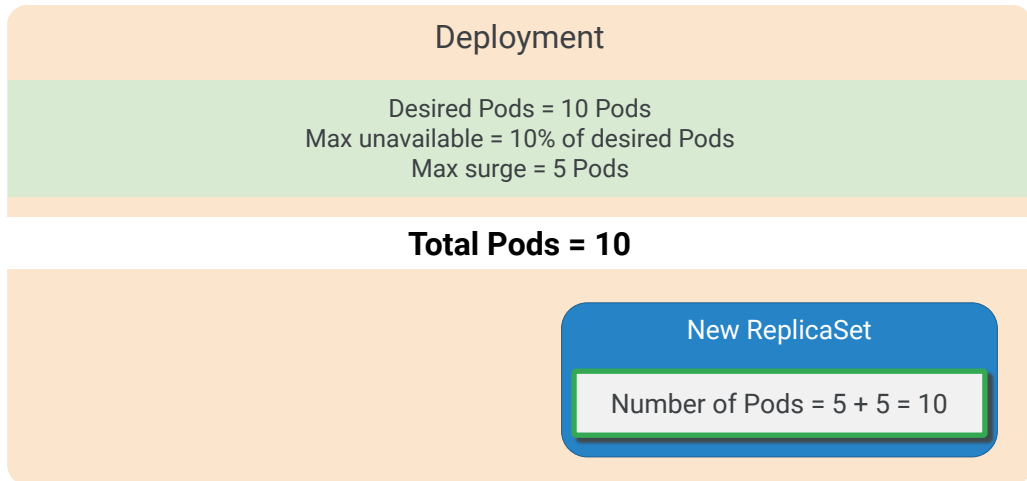 Deployment
Desired Pods = 10 Pods
Max unavailable = 10% of desired Pods
Max surge = 5 Pods
Total Pods = 10
New ReplicaSet
Number of Pods = 5 + 5 = 10